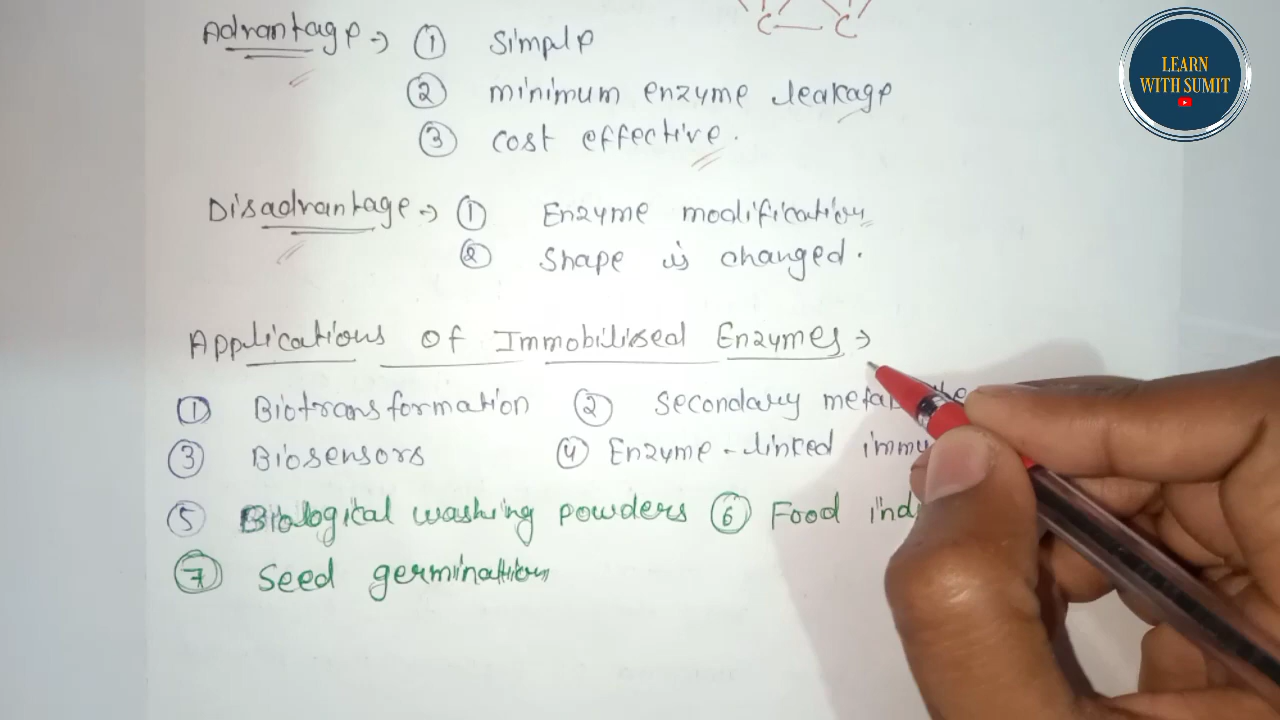 Advantage → ① Simple
② minimum enzyme leakage
③ cost effective.
Disadvantage → ① Enzyme modification
② Shape is changed.
Applications of Immobilised Enzymes →
① Biotransformation ② Secondary
③ Biosensors ④ Enzyme-linked
⑤ Biological washing powders ⑥ Food
⑦ Seed germination
C — C
LEARN
WITH SUMIT